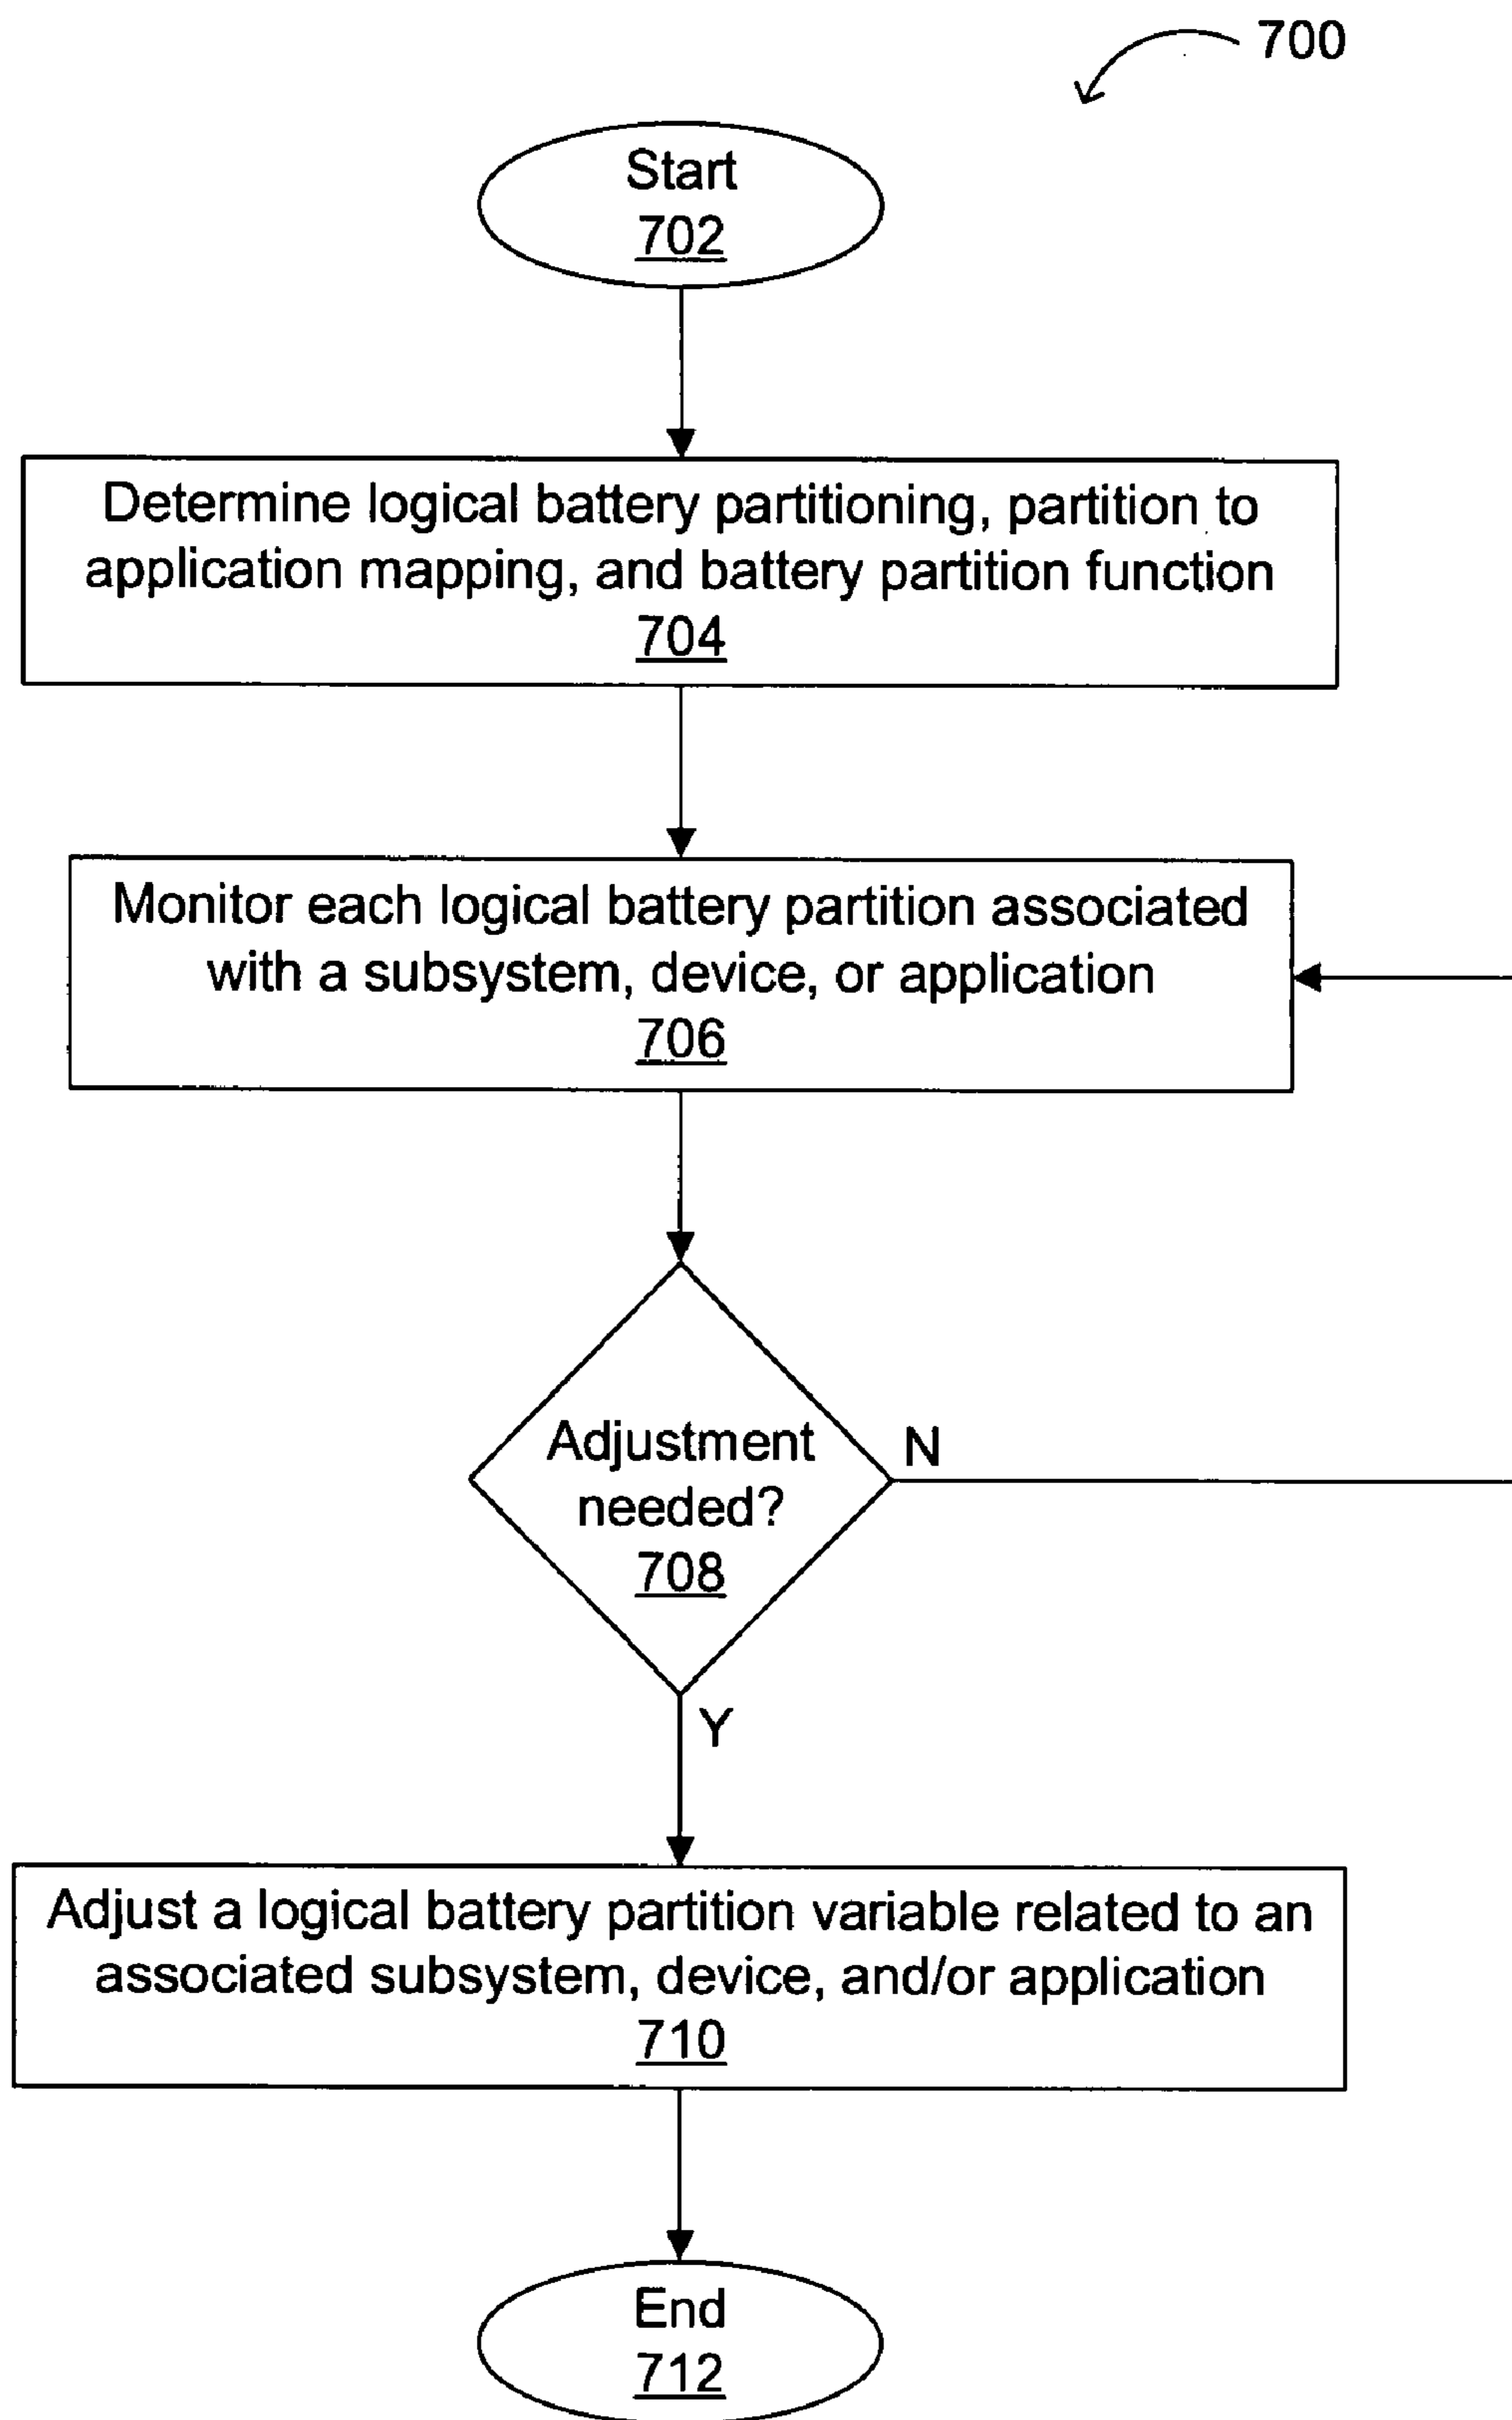 700
Start
702
Determine logical battery partitioning, partition to
application mapping, and battery partition function
704
Monitor each logical battery partition associated
with a subsystem, device, or application
706
Adjustment
needed?
708
N
Y
Adjust a logical battery partition variable related to an
associated subsystem, device, and/or application
710
End
712